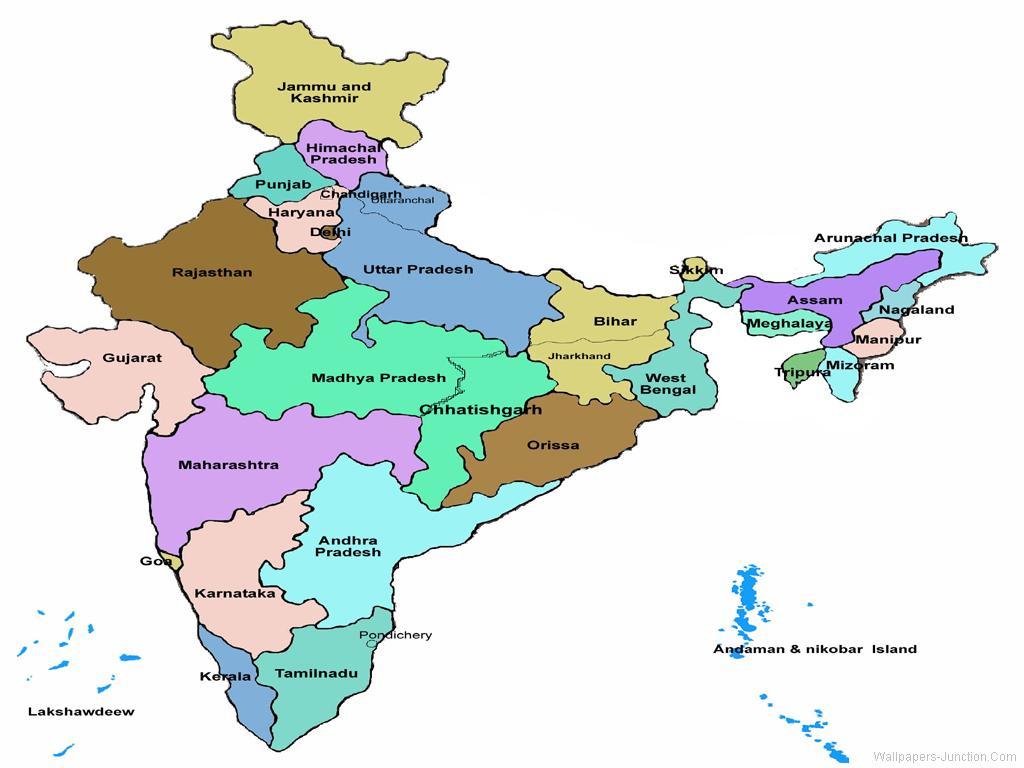 Jammu and
Kashmir
Himachal
Pradesh
Punjab
Chandigarh
Uttaranchal
Haryana
Delhi
Arunachal Pradesh
Rajasthan
Uttar Pradesh
Sikkim
Assam
Nagaland
Bihar
Meghalaya
Manipur
Gujarat
Jharkhand
Mizoram
Tripura
Madhya Pradesh
West
Bengal
Chhatishgarh
Orissa
Maharashtra
Andhra
Pradesh
Goa
Karnataka
Pondichery
Andaman & nikobar Island
Kerala
Tamilnadu
Lakshawdeew
Wallpapers-Junction.Com